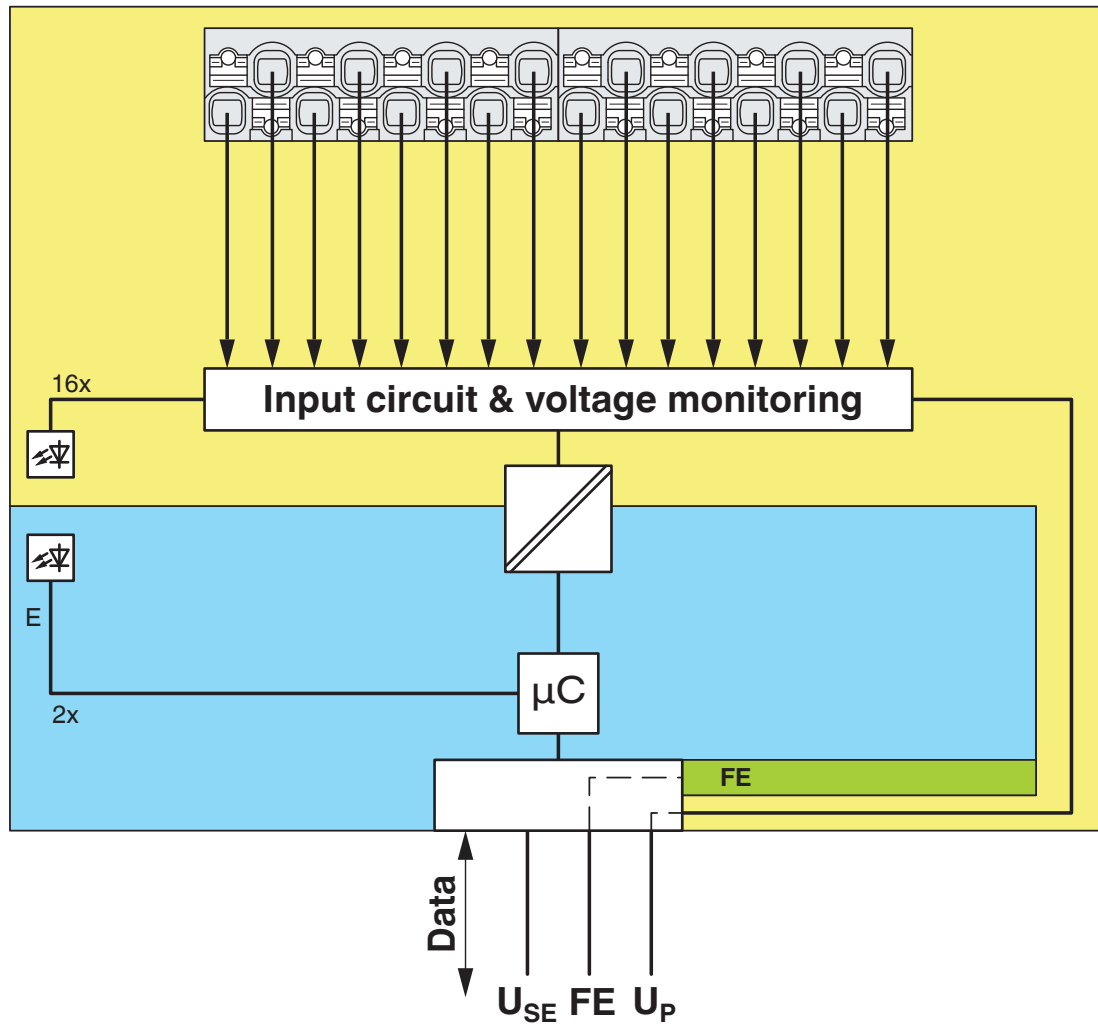 16x
Input circuit & voltage monitoring
E
2x
µC
FE
Data
USE FE UP